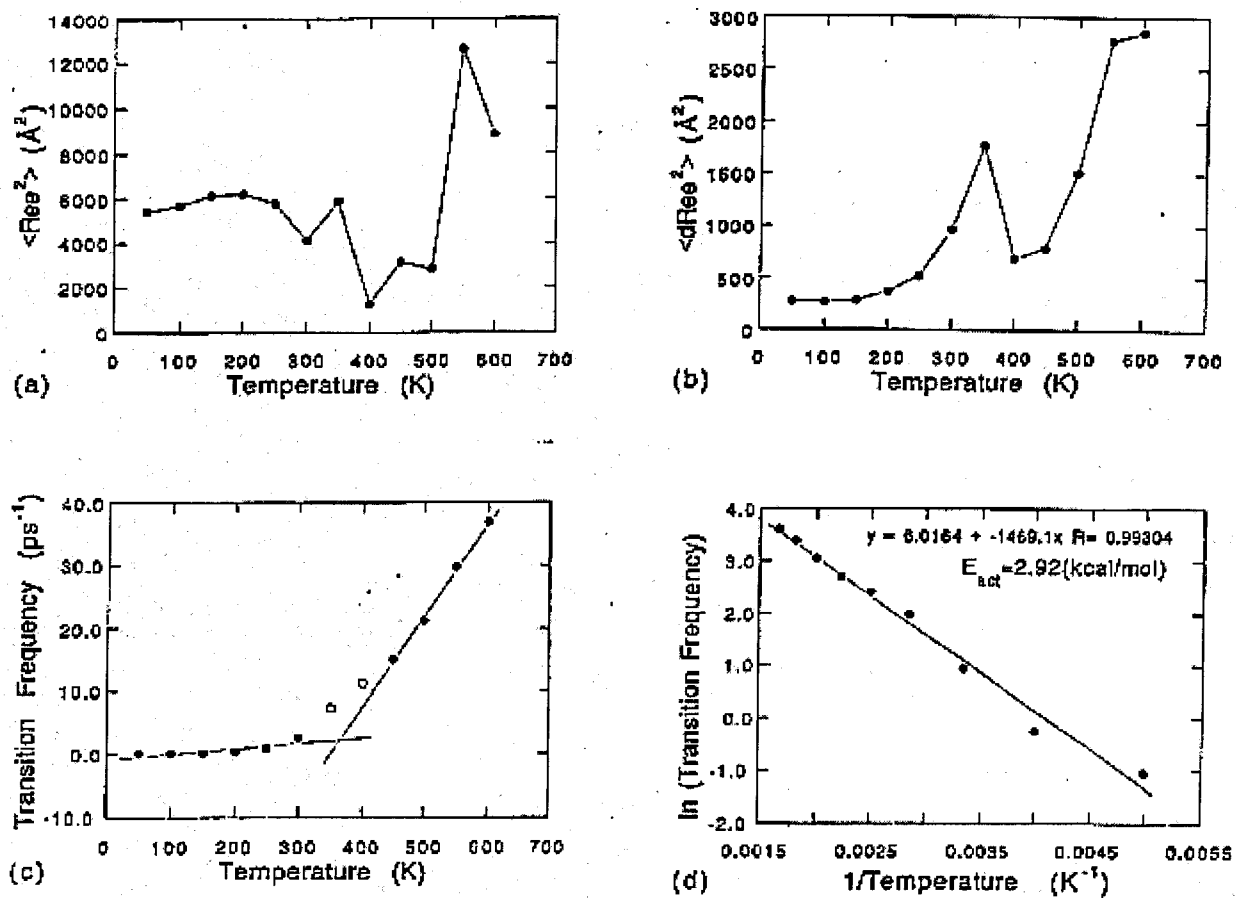 14000
12000
10000
8000
6000
4000
2000
0
<Ree²> (Å²)
0 100 200 300 400 500 600 700
(a) Temperature (K)
3000
2500
2000
1500
1000
500
0
<dRee²> (Å²)
0 100 200 300 400 500 600 700
(b) Temperature (K)
40.0
30.0
20.0
10.0
0.0
-10.0
Transition Frequency (ps⁻¹)
0 100 200 300 400 500 600 700
(c) Temperature (K)
4.0
3.0
2.0
1.0
0.0
-1.0
-2.0
ln (Transition Frequency)
y = 6.0164 + -1469.1x R= 0.99304
E_act=2.92(kcal/mol)
0.0015 0.0025 0.0035 0.0045 0.0055
(d) 1/Temperature (K⁻¹)